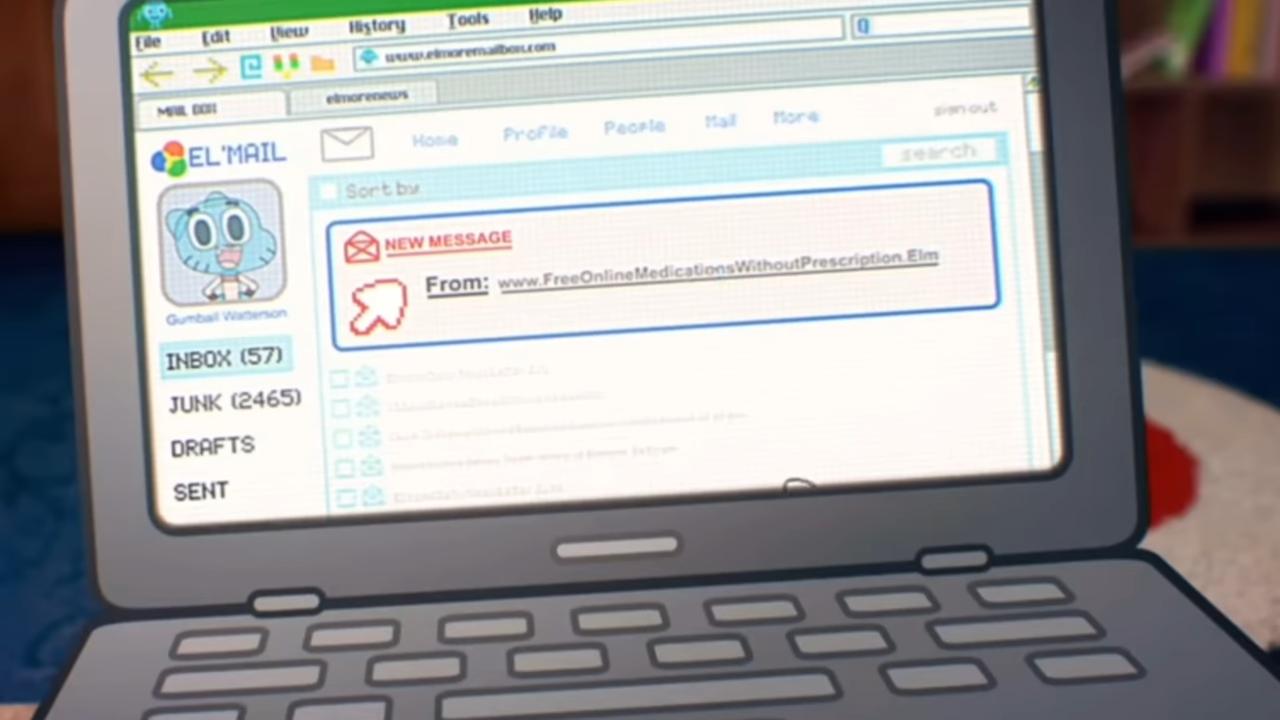 File Edit View History Tools Help
www.elmoremailbox.com
MAIL BOX elmorenews
EL'MAIL
Home Profile People Mail More sign out
Sort by search
NEW MESSAGE
From: www.FreeOnlineMedicationsWithoutPrescription.Elm
Gumball Watterson
INBOX (57)
JUNK (2465)
DRAFTS
SENT